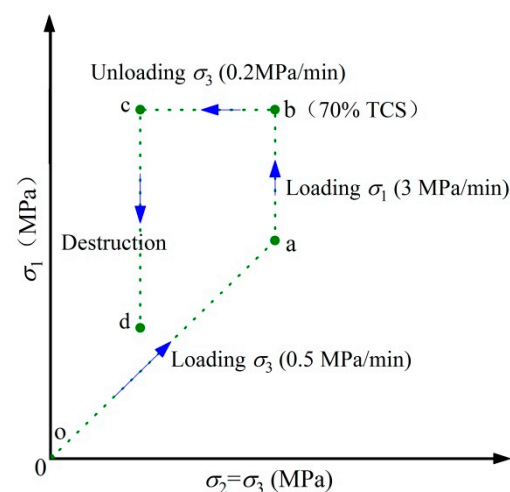 Unloading σ3 (0.2MPa/min)
c
b（70% TCS）
Loading σ1 (3 MPa/min)
σ1（MPa）
Destruction
a
d
Loading σ3 (0.5 MPa/min)
o
0
σ2=σ3 (MPa)